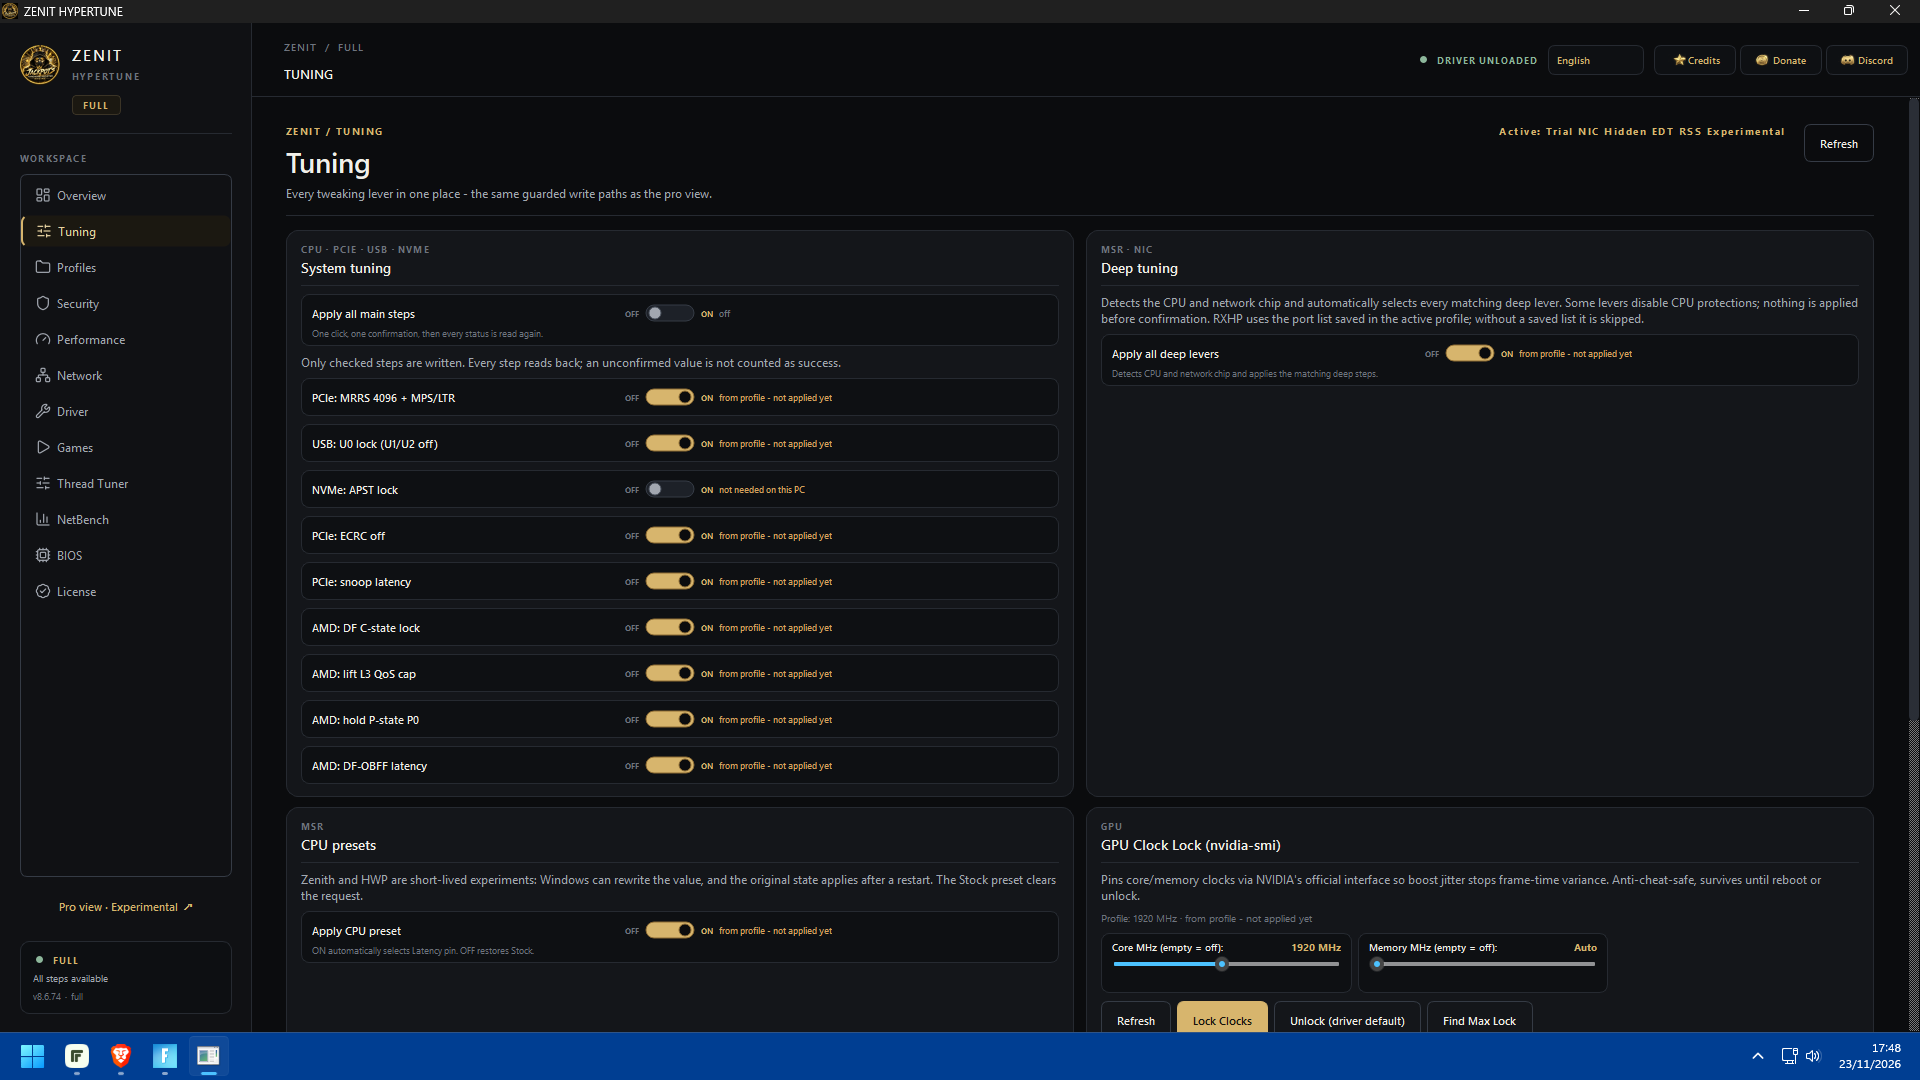 ZENIT HYPERTUNE
ZENIT
HYPERTUNE
FULL
WORKSPACE
Overview
Tuning
Profiles
Security
Performance
Network
Driver
Games
Thread Tuner
NetBench
BIOS
License
Pro view · Experimental ↗
FULL
All steps available
v8.6.74 - full
ZENIT / FULL
TUNING
DRIVER UNLOADED
English
Credits
Donate
Discord
ZENIT / TUNING
Tuning
Every tweaking lever in one place - the same guarded write paths as the pro view.
Active: Trial NIC Hidden EDT RSS Experimental
Refresh
CPU · PCIE · USB · NVME
System tuning
Apply all main steps
One click, one confirmation, then every status is read again.
OFF ON off
Only checked steps are written. Every step reads back; an unconfirmed value is not counted as success.
PCIe: MRRS 4096 + MPS/LTR OFF ON from profile - not applied yet
USB: U0 lock (U1/U2 off) OFF ON from profile - not applied yet
NVMe: APST lock OFF ON not needed on this PC
PCIe: ECRC off OFF ON from profile - not applied yet
PCIe: snoop latency OFF ON from profile - not applied yet
AMD: DF C-state lock OFF ON from profile - not applied yet
AMD: lift L3 QoS cap OFF ON from profile - not applied yet
AMD: hold P-state P0 OFF ON from profile - not applied yet
AMD: DF-OBFF latency OFF ON from profile - not applied yet
MSR · NIC
Deep tuning
Detects the CPU and network chip and automatically selects every matching deep lever. Some levers disable CPU protections; nothing is applied
before confirmation. RXHP uses the port list saved in the active profile; without a saved list it is skipped.
Apply all deep levers OFF ON from profile - not applied yet
Detects CPU and network chip and applies the matching deep steps.
MSR
CPU presets
Zenith and HWP are short-lived experiments: Windows can rewrite the value, and the original state applies after a restart. The Stock preset clears
the request.
Apply CPU preset OFF ON from profile - not applied yet
ON automatically selects Latency pin. OFF restores Stock.
GPU
GPU Clock Lock (nvidia-smi)
Pins core/memory clocks via NVIDIA's official interface so boost jitter stops frame-time variance. Anti-cheat-safe, survives until reboot or
unlock.
Profile: 1920 MHz · from profile - not applied yet
Core MHz (empty = off): 1920 MHz
Memory MHz (empty = off): Auto
Refresh
Lock Clocks
Unlock (driver default)
Find Max Lock
17:48
23/11/2026